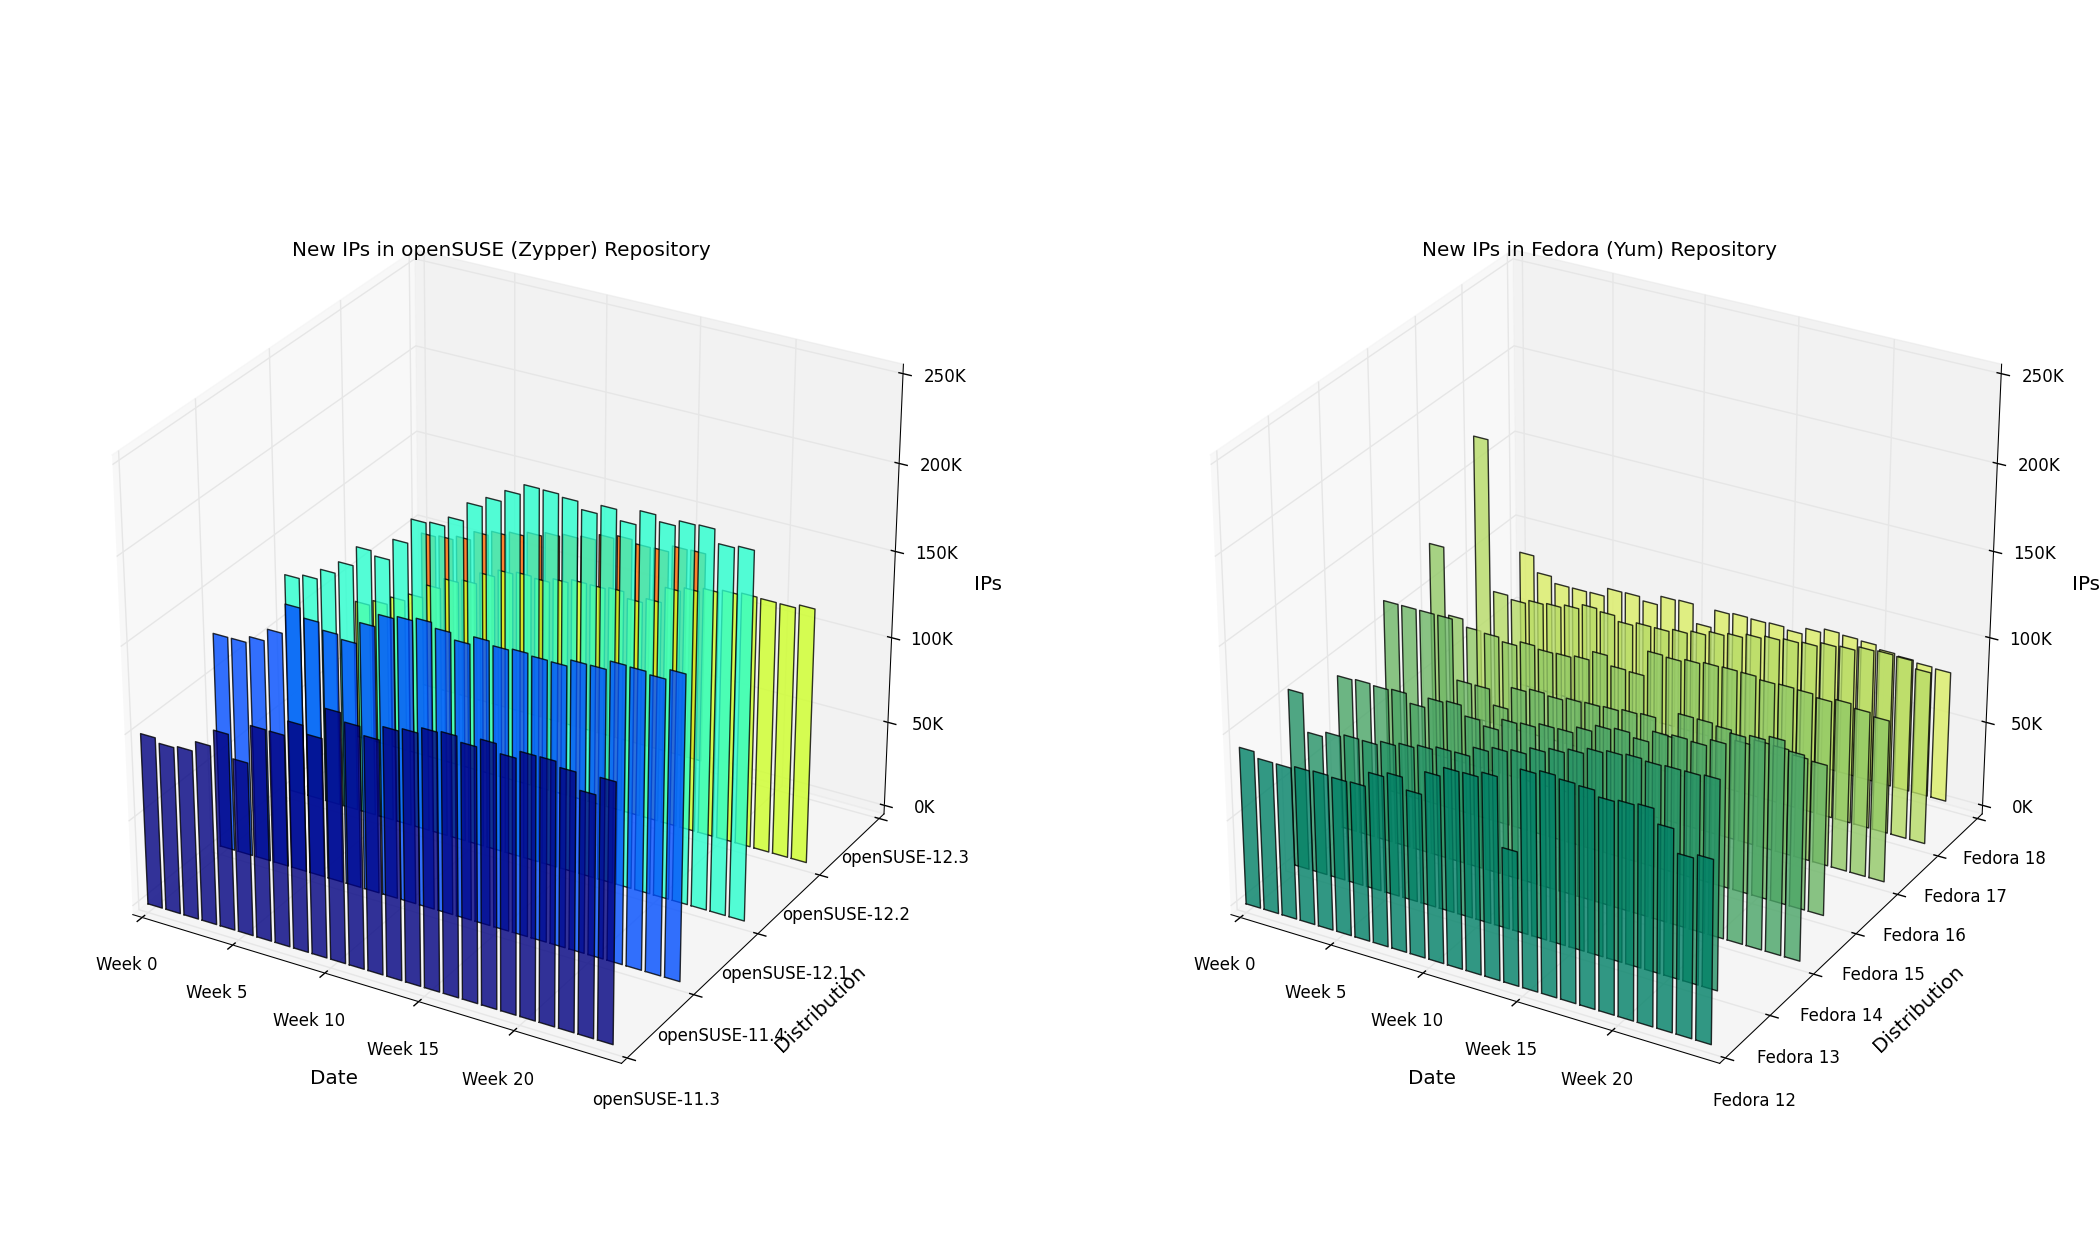 New IPs in openSUSE (Zypper) Repository
250K
200K
150K
IPs
100K
50K
0K
openSUSE-12.3
openSUSE-12.2
openSUSE-12.1
openSUSE-11.4
openSUSE-11.3
Distribution
Week 0
Week 5
Week 10
Week 15
Week 20
Date
New IPs in Fedora (Yum) Repository
250K
200K
150K
IPs
100K
50K
0K
Fedora 18
Fedora 17
Fedora 16
Fedora 15
Fedora 14
Fedora 13
Fedora 12
Distribution
Week 0
Week 5
Week 10
Week 15
Week 20
Date